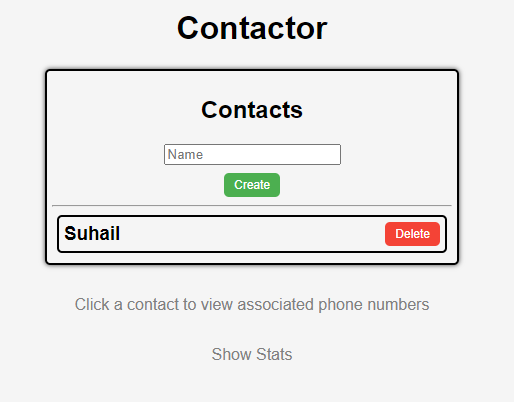 Contactor
Contacts
Name
Create
Suhail Delete
Click a contact to view associated phone numbers
Show Stats